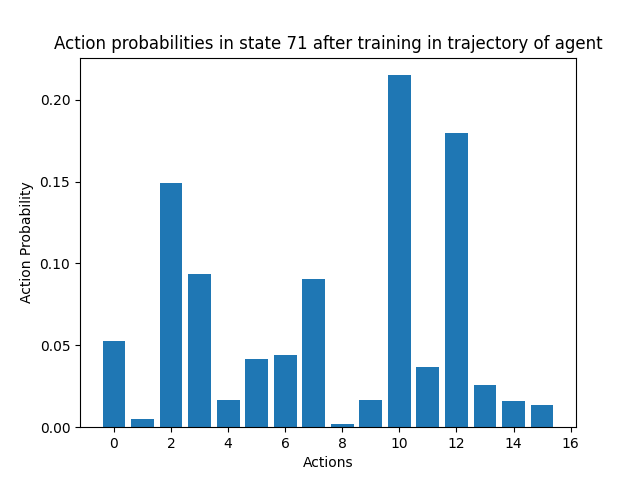 Action probabilities in state 71 after training in trajectory of agent
0.20
0.15
0.10
0.05
0.00
Action Probability
0 2 4 6 8 10 12 14 16
Actions